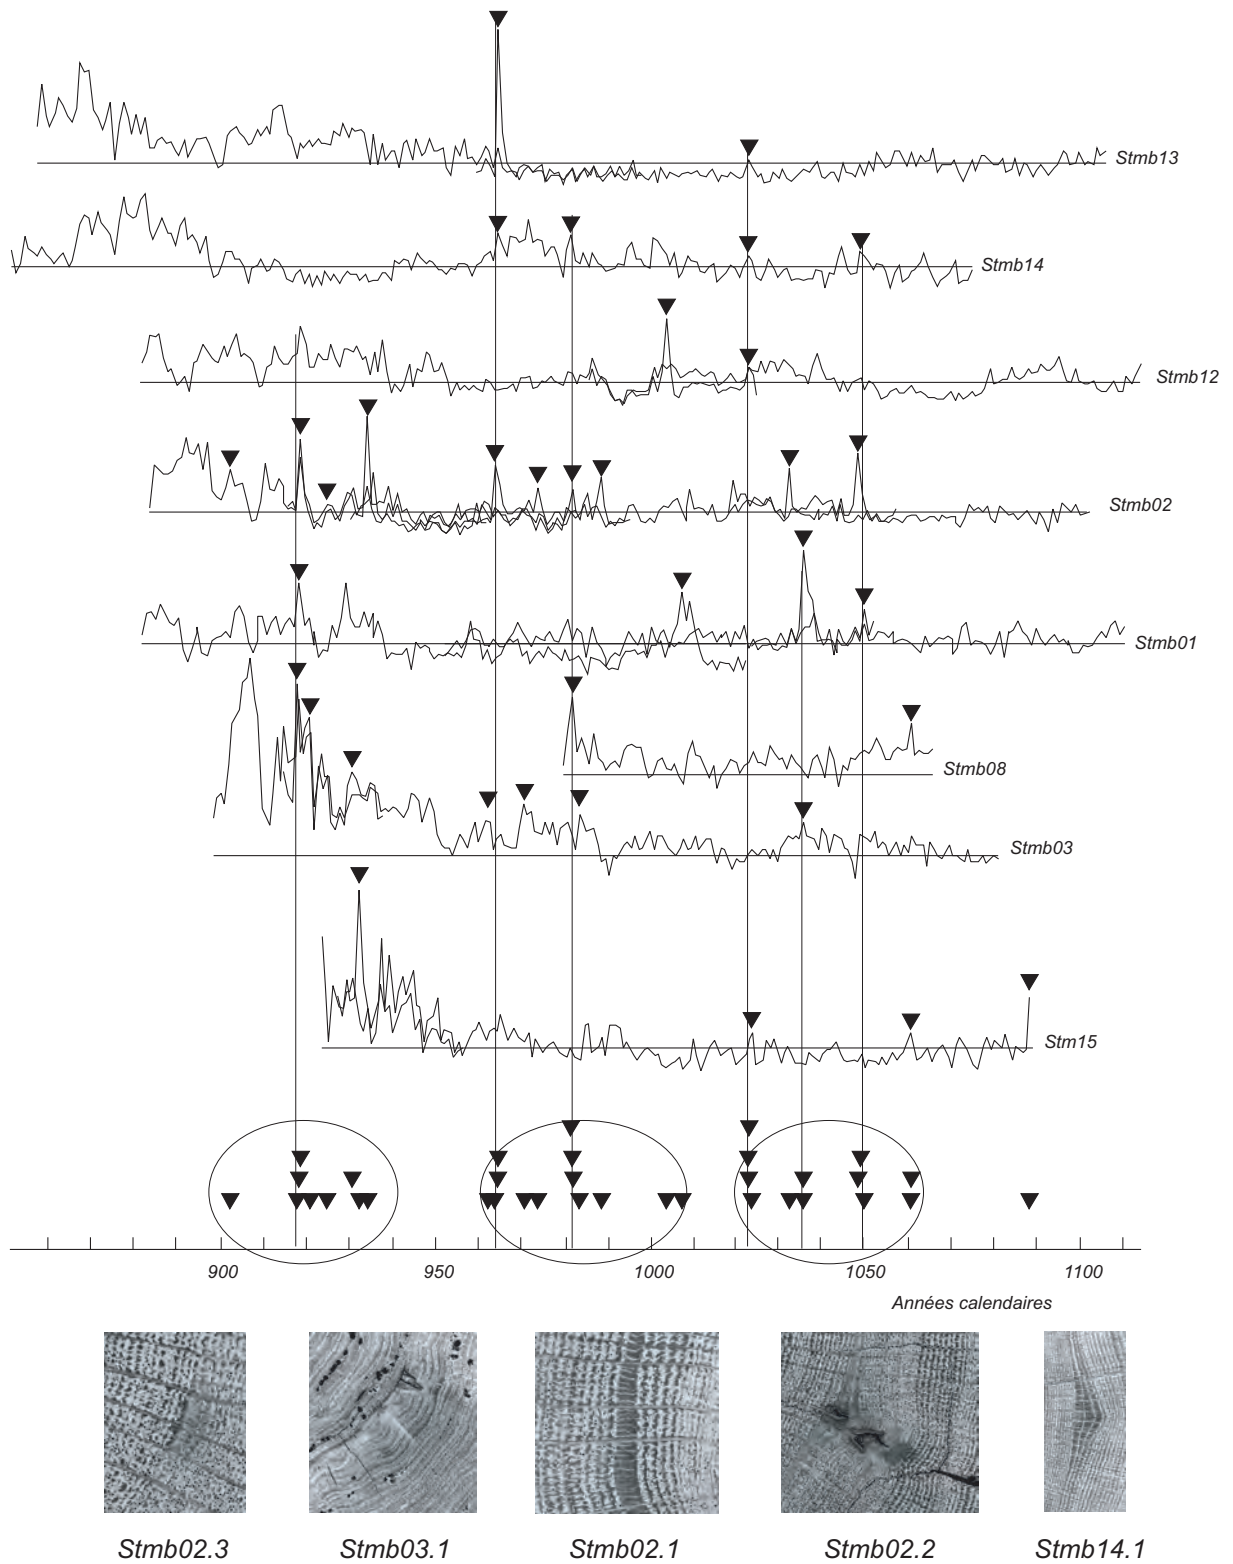 Stmb13
Stmb14
Stmb12
Stmb02
Stmb01
Stmb08
Stmb03
Stm15
900 950 1000 1050 1100
Années calendaires
Stmb02.3 Stmb03.1 Stmb02.1 Stmb02.2 Stmb14.1